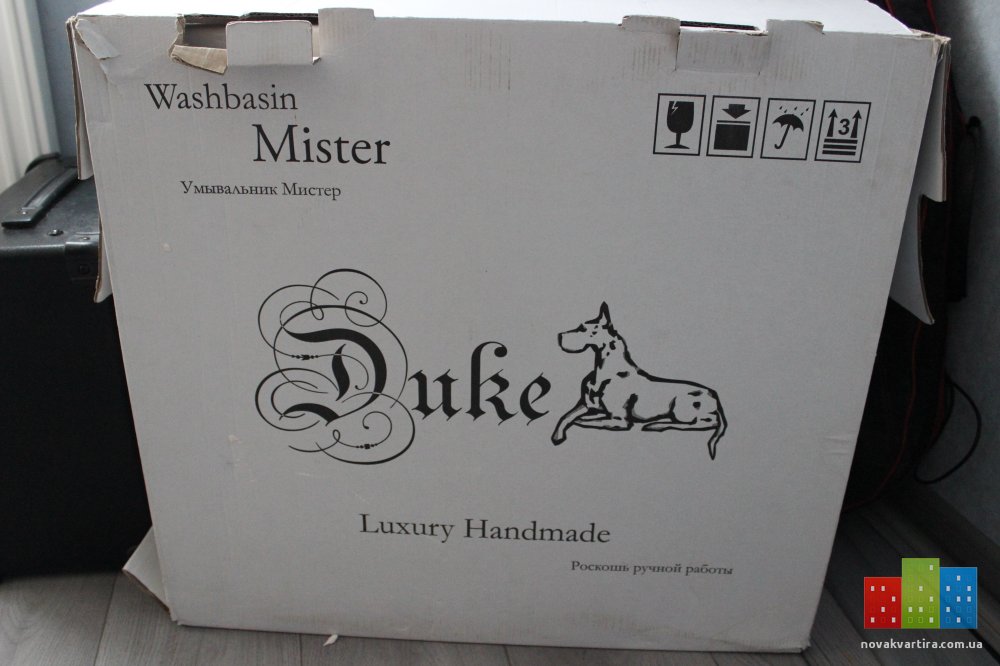 Washbasin
Mister
Умывальник Мистер
3
Duke
Luxury Handmade
Роскошь ручной работы
novakvartira.com.ua